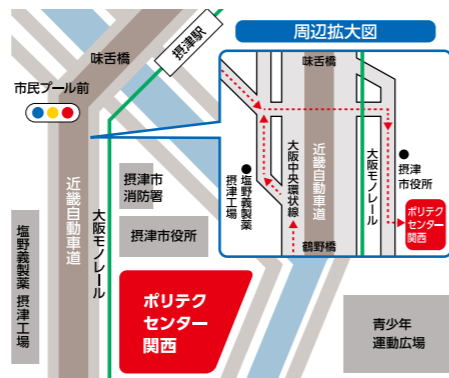 周辺拡大図
味舌橋
摂津駅
市民プール前
近畿自動車道
大阪モノレール
摂津市
消防署
摂津市役所
塩野義製薬 摂津工場
ポリテク
センター
関西
青少年
運動広場
味舌橋
塩野義製薬
摂津工場
大阪中央環状線
近畿自動車道
大阪モノレール
摂津
市役所
ポリテク
センター
関西
鶴野橋